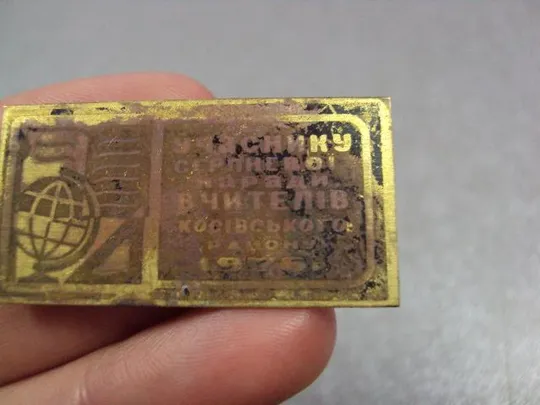 УЧАСНИКУ
СЕРПНЕВОЇ
НАРАДИ
ВЧИТЕЛІВ
КОСІВСЬКОГО
РАЙОНУ